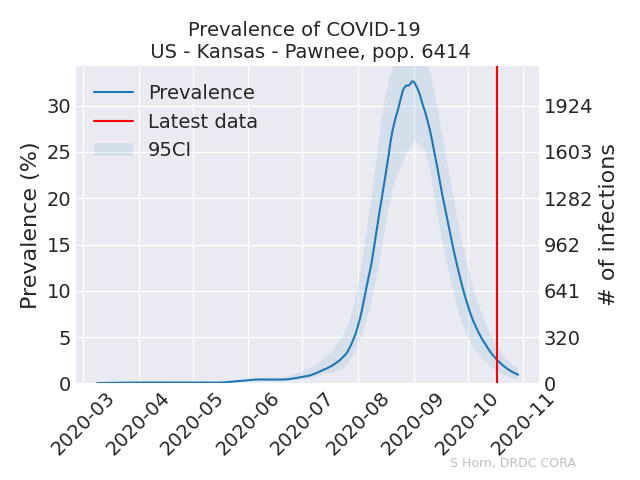 Prevalence of COVID-19
US - Kansas - Pawnee, pop. 6414
Prevalence
Latest data
95CI
Prevalence (%)
30
25
20
15
10
5
0
1924
1603
1282
962
641
320
0
# of infections
2020-03
2020-04
2020-05
2020-06
2020-07
2020-08
2020-09
2020-10
2020-11
S Horn, DRDC CORA